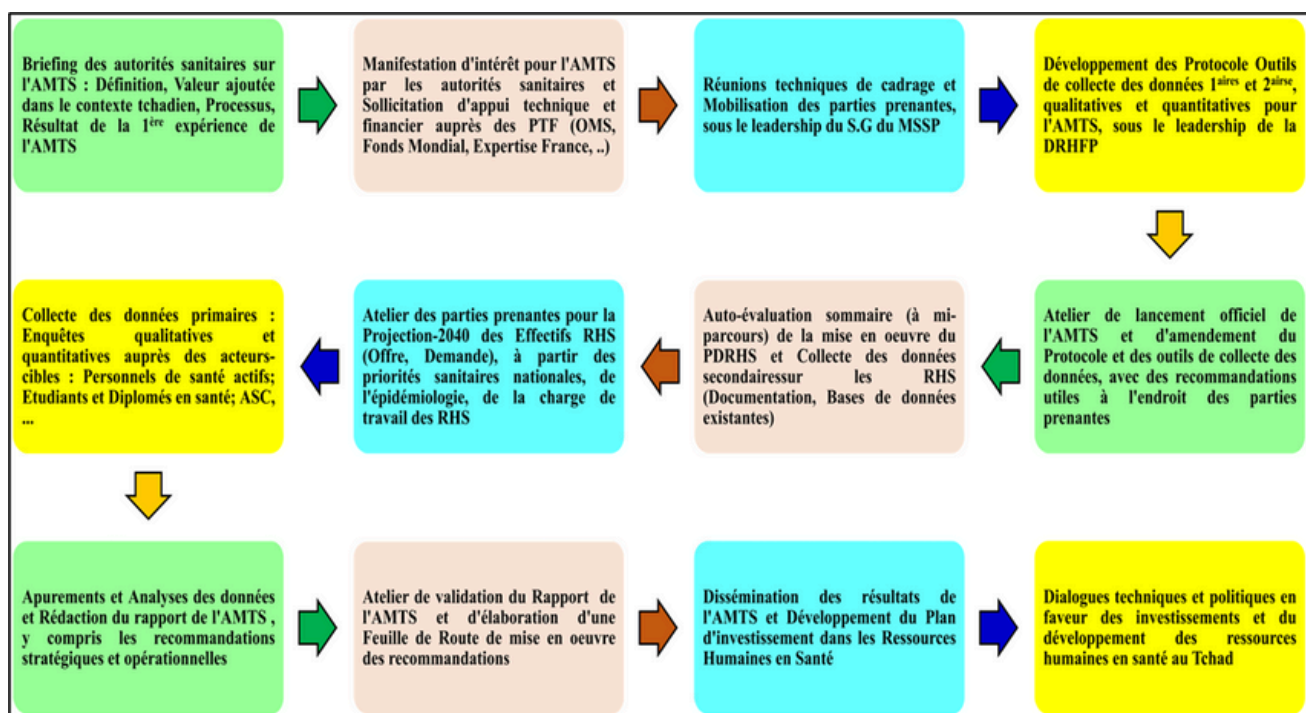 Briefing des autorités sanitaires sur
l'AMTS : Définition, Valeur ajoutée
dans le contexte tchadien, Processus,
Résultat de la 1ère expérience de
l'AMTS
Manifestation d'intérêt pour l'AMTS
par les autorités sanitaires et
Sollicitation d'appui technique et
financier auprès des PTF (OMS,
Fonds Mondial, Expertise France, ..)
Réunions techniques de cadrage et
Mobilisation des parties prenantes,
sous le leadership du S.G du MSSP
Développement des Protocole Outils
de collecte des données 1aires et 2airse,
qualitatives et quantitatives pour
l'AMTS, sous le leadership de la
DRHFP
Atelier de lancement officiel de
l'AMTS et d'amendement du
Protocole et des outils de collecte des
données, avec des recommandations
utiles à l'endroit des parties
prenantes
Auto-évaluation sommaire (à mi-
parcours) de la mise en oeuvre du
PDRHS et Collecte des données
secondairessur les RHS
(Documentation, Bases de données
existantes)
Atelier des parties prenantes pour la
Projection-2040 des Effectifs RHS
(Offre, Demande), à partir des
priorités sanitaires nationales, de
l'épidémiologie, de la charge de
travail des RHS
Collecte des données primaires :
Enquêtes qualitatives et
quantitatives auprès des acteurs-
cibles : Personnels de santé actifs;
Etudiants et Diplomés en santé; ASC,
...
Apurements et Analyses des données
et Rédaction du rapport de l'AMTS ,
y compris les recommandations
stratégiques et opérationnelles
Atelier de validation du Rapport de
l'AMTS et d'élaboration d'une
Feuille de Route de mise en oeuvre
des recommandations
Dissémination des résultats de
l'AMTS et Développement du Plan
d'investissement dans les Ressources
Humaines en Santé
Dialogues techniques et politiques en
faveur des investissements et du
développement des ressources
humaines en santé au Tchad